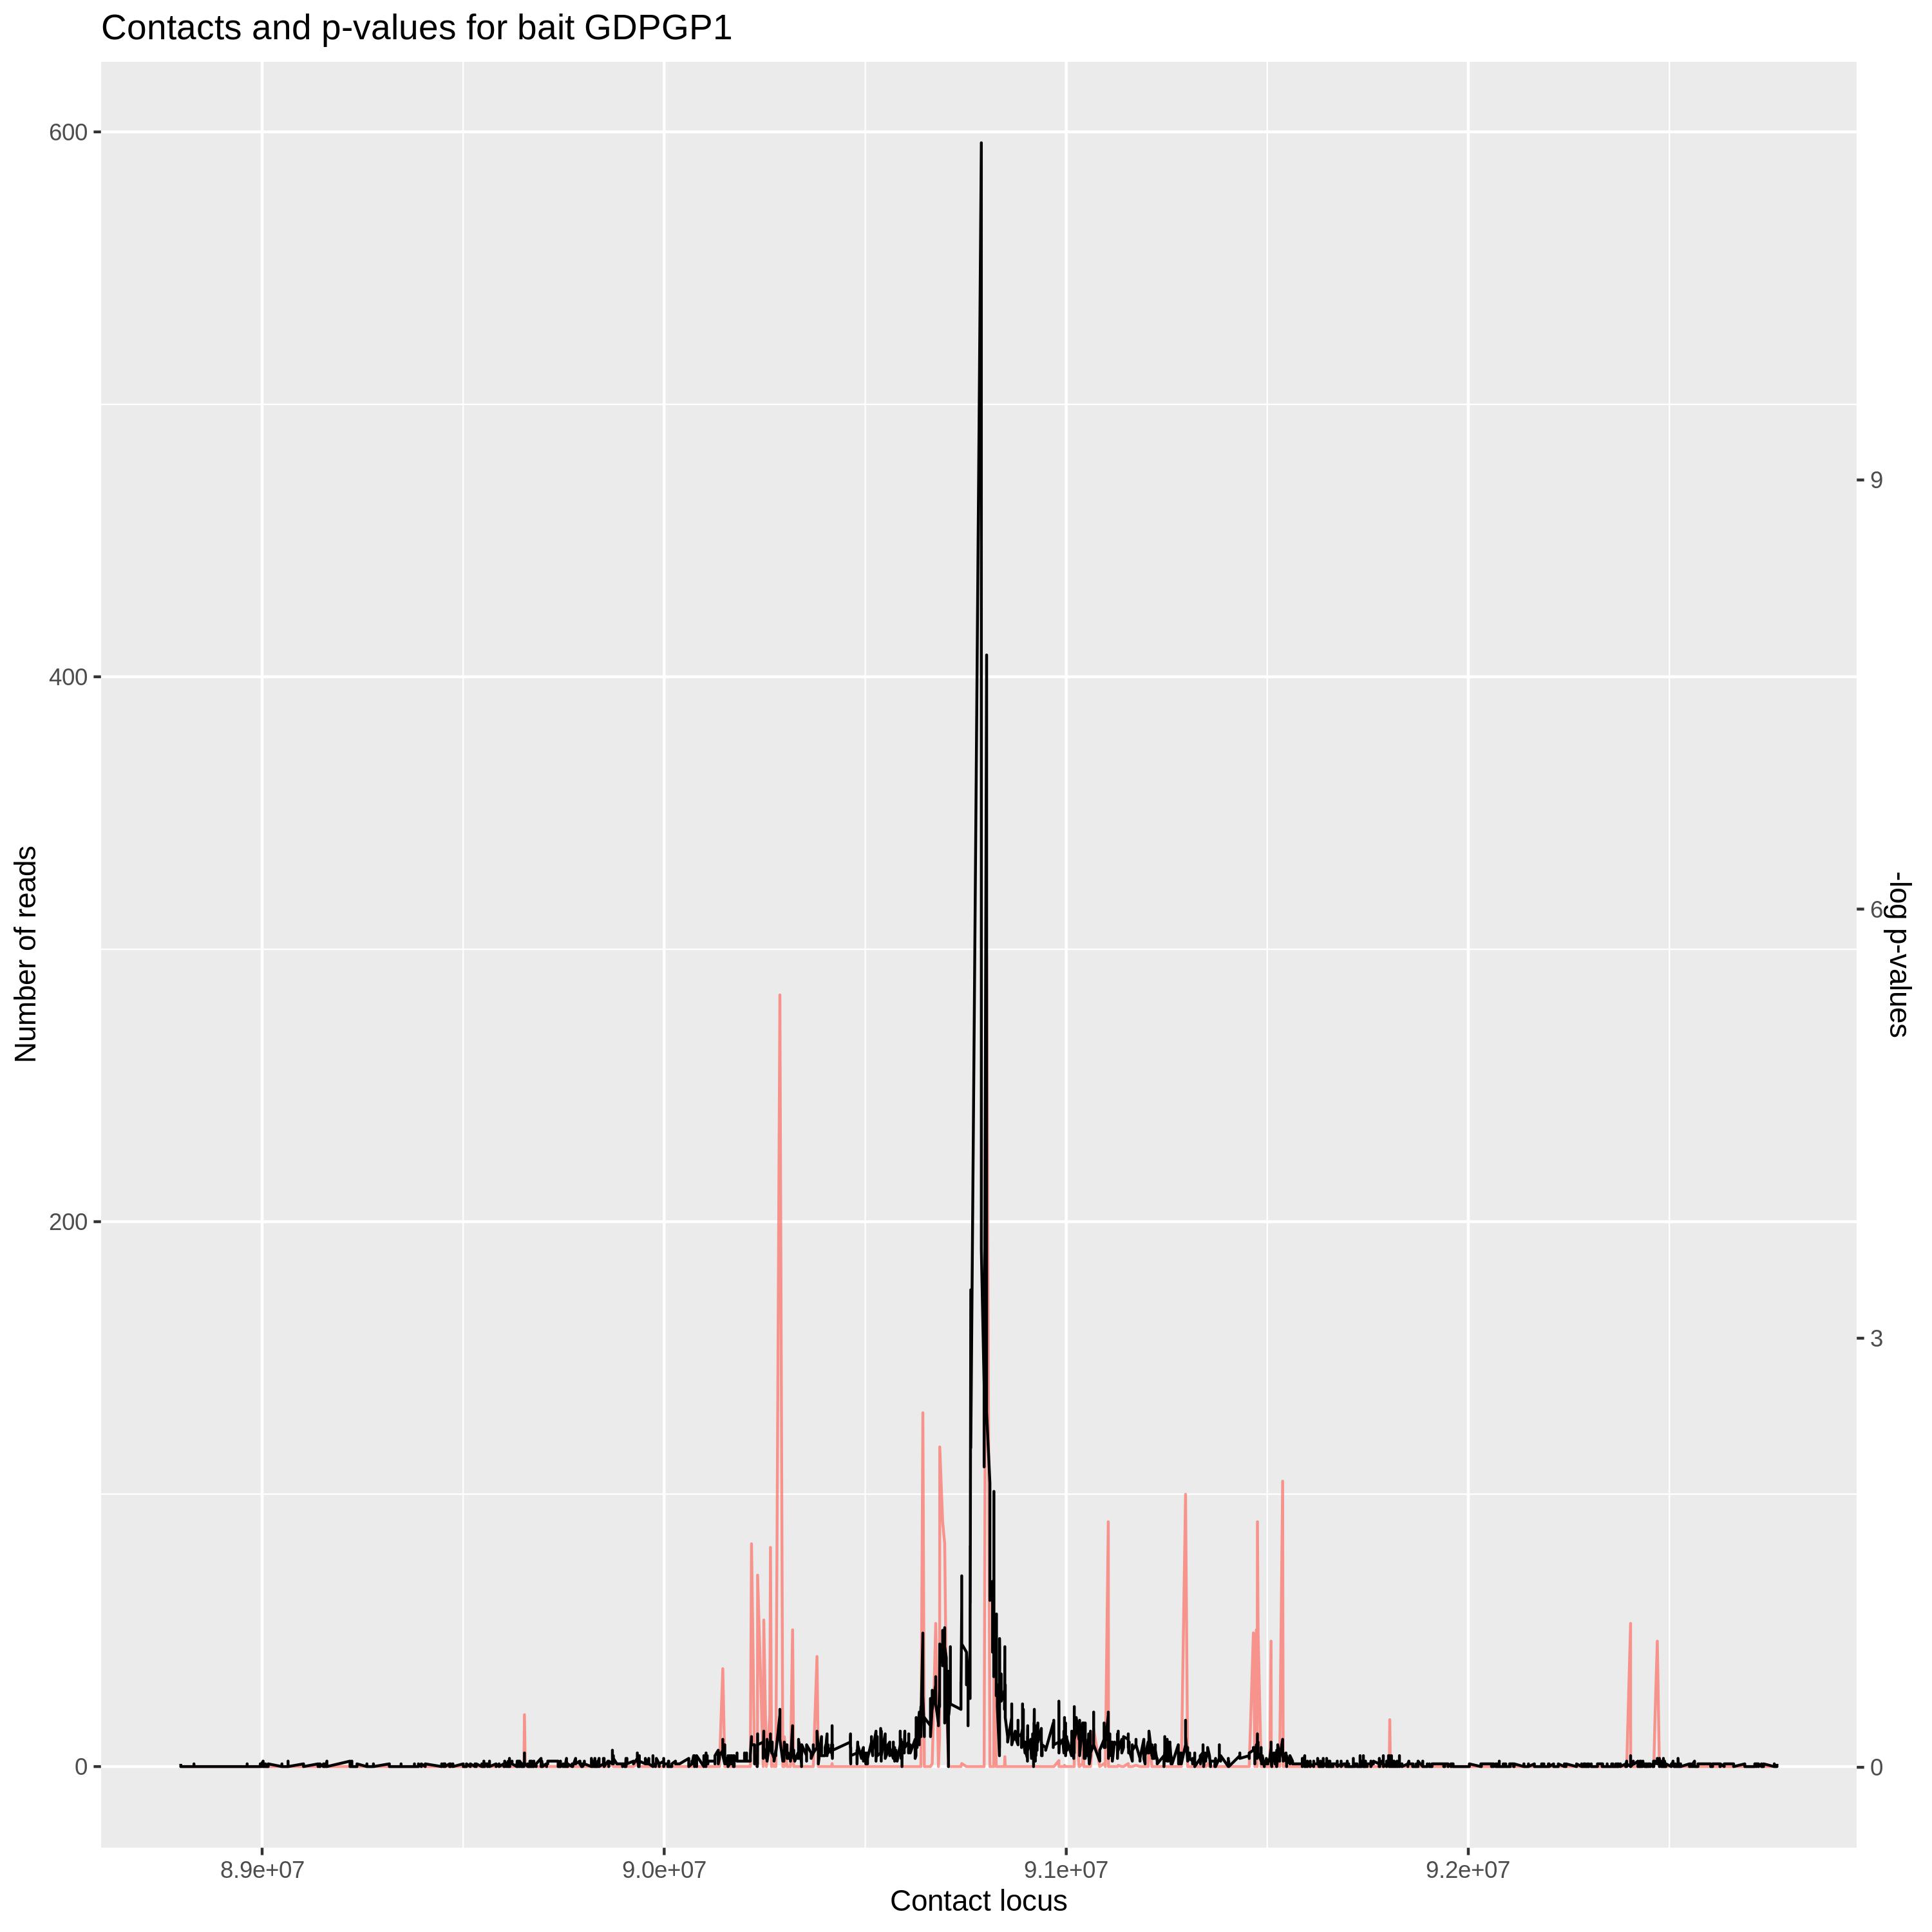 Contacts and p-values for bait GDPGP1
600
400
200
0
9
6
3
0
Number of reads
-log p-values
8.9e+07 9.0e+07 9.1e+07 9.2e+07
Contact locus